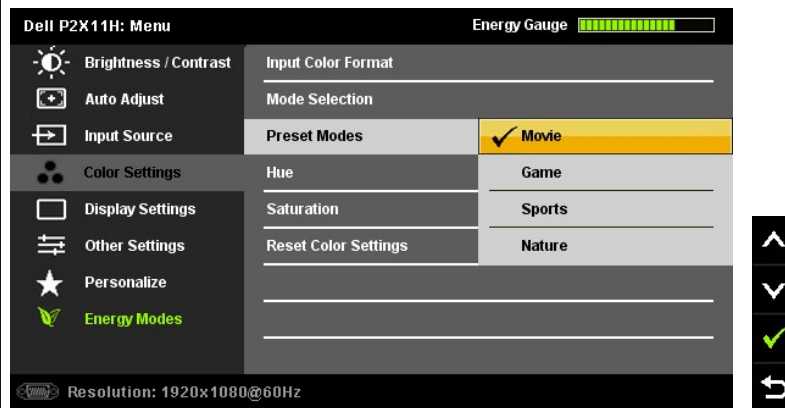 Dell P2X11H: Menu
Energy Gauge
Brightness / Contrast
Auto Adjust
Input Source
Color Settings
Display Settings
Other Settings
Personalize
Energy Modes
Input Color Format
Mode Selection
Preset Modes
Hue
Saturation
Reset Color Settings
Movie
Game
Sports
Nature
Resolution: 1920x1080@60Hz